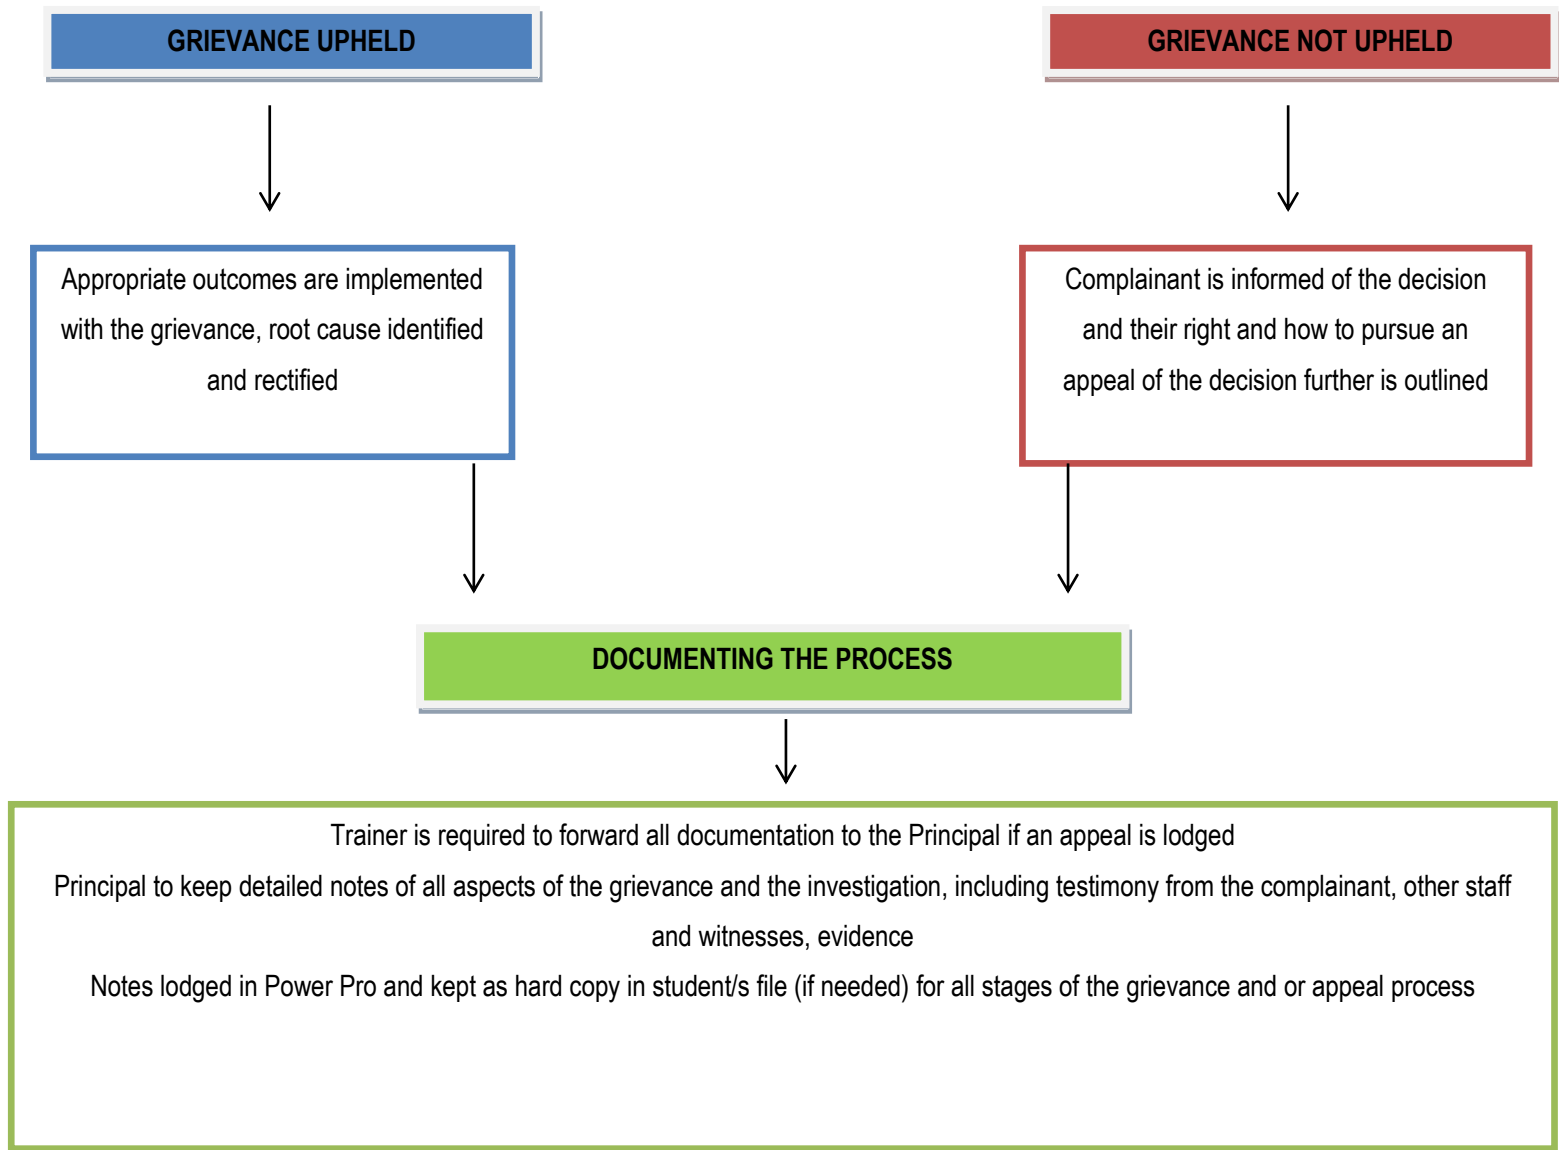 GRIEVANCE UPHELD
GRIEVANCE NOT UPHELD
Appropriate outcomes are implemented
with the grievance, root cause identified
and rectified
Complainant is informed of the decision
and their right and how to pursue an
appeal of the decision further is outlined
DOCUMENTING THE PROCESS
Trainer is required to forward all documentation to the Principal if an appeal is lodged
Principal to keep detailed notes of all aspects of the grievance and the investigation, including testimony from the complainant, other staff
and witnesses, evidence
Notes lodged in Power Pro and kept as hard copy in student/s file (if needed) for all stages of the grievance and or appeal process